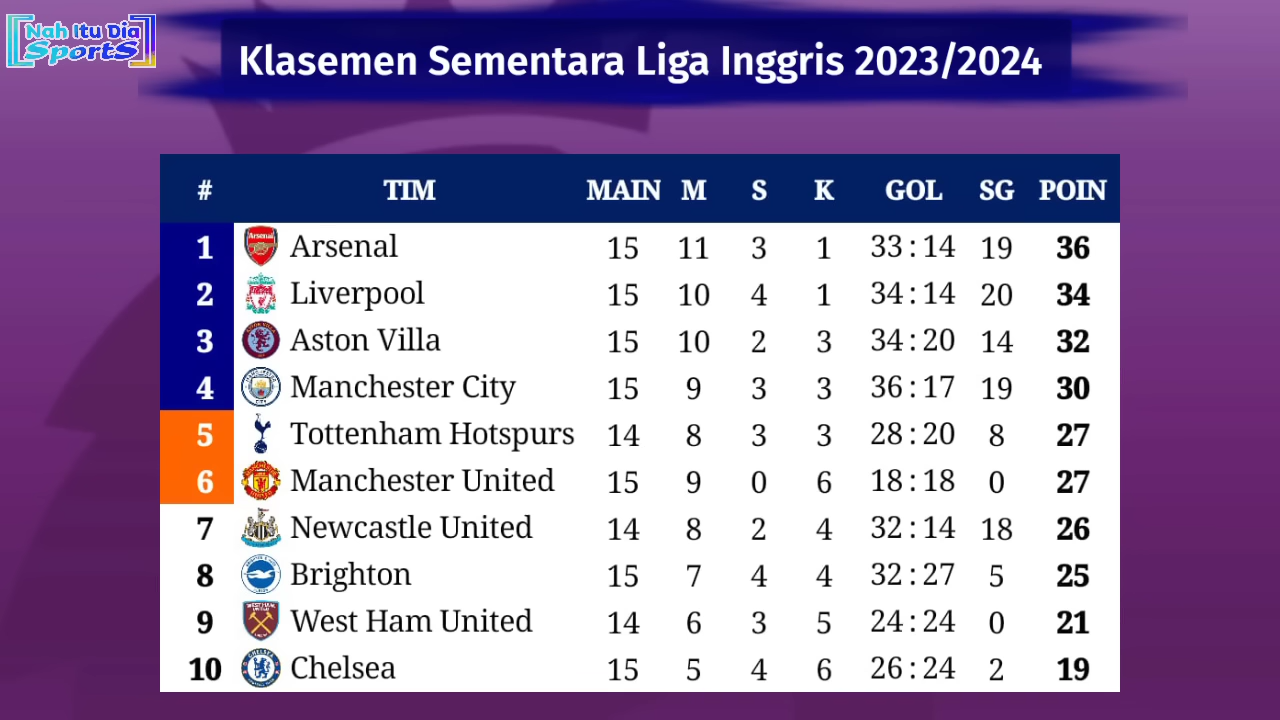 Nah Itu Dia
Sports
Klasemen Sementara Liga Inggris 2023/2024
# TIM MAIN M S K GOL SG POIN
1 Arsenal 15 11 3 1 33:14 19 36
2 Liverpool 15 10 4 1 34:14 20 34
3 Aston Villa 15 10 2 3 34:20 14 32
4 Manchester City 15 9 3 3 36:17 19 30
5 Tottenham Hotspurs 14 8 3 3 28:20 8 27
6 Manchester United 15 9 0 6 18:18 0 27
7 Newcastle United 14 8 2 4 32:14 18 26
8 Brighton 15 7 4 4 32:27 5 25
9 West Ham United 14 6 3 5 24:24 0 21
10 Chelsea 15 5 4 6 26:24 2 19